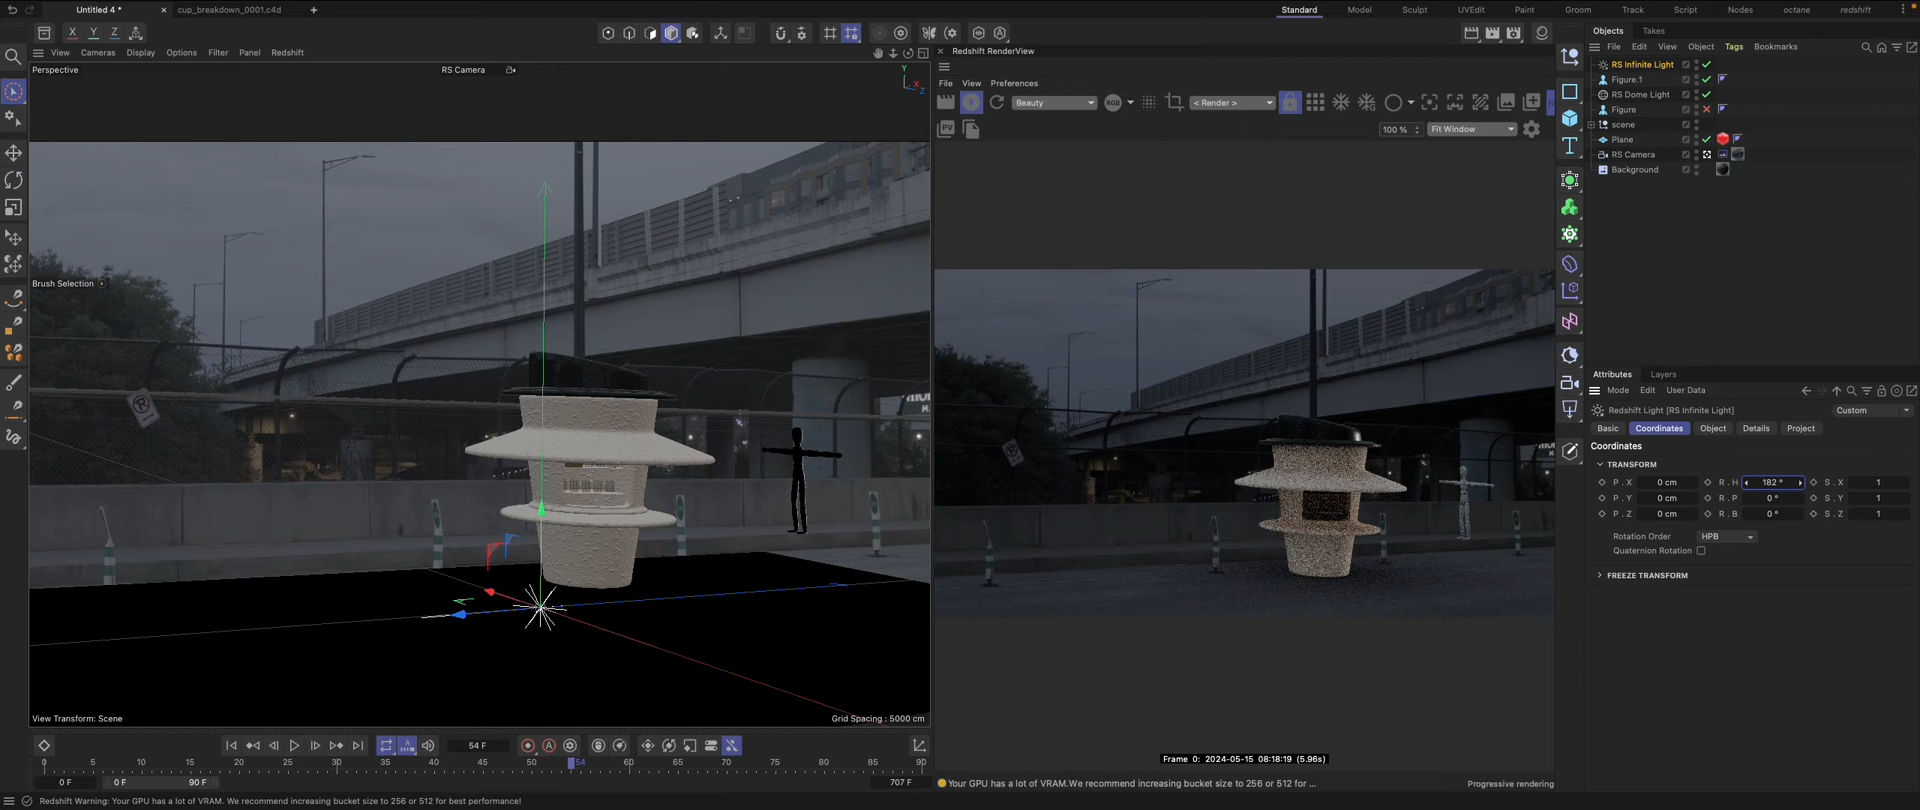 Untitled 4 *
cup_breakdown_0001.c4d
Standard Model Sculpt UVEdit Paint Groom Track Script Nodes octane redshift
X Y Z
View Cameras Display Options Filter Panel Redshift
Perspective
RS Camera
Y
X
Z
Brush Selection
View Transform: Scene
Grid Spacing : 5000 cm
Redshift RenderView
File View Preferences
Beauty
RGB
< Render >
PV
100 %
Fit Window
Frame 0: 2024-05-15 08:18:19 (5.96s)
Your GPU has a lot of VRAM.We recommend increasing bucket size to 256 or 512 for ...
Progressive rendering
Objects Takes
File Edit View Object Tags Bookmarks
RS Infinite Light
Figure.1
RS Dome Light
Figure
scene
Plane
RS Camera
Background
Attributes Layers
Mode Edit User Data
Redshift Light [RS Infinite Light]
Custom
Basic Coordinates Object Details Project
Coordinates
TRANSFORM
P . X 0 cm R . H 182 ° S . X 1
P . Y 0 cm R . P 0 ° S . Y 1
P . Z 0 cm R . B 0 ° S . Z 1
Rotation Order HPB
Quaternion Rotation
FREEZE TRANSFORM
54 F
0 5 10 15 20 25 30 35 40 45 50 54 60 65 70 75 80 85 90
0 F
0 F
90 F
707 F
Redshift Warning: Your GPU has a lot of VRAM. We recommend increasing bucket size to 256 or 512 for best performance!